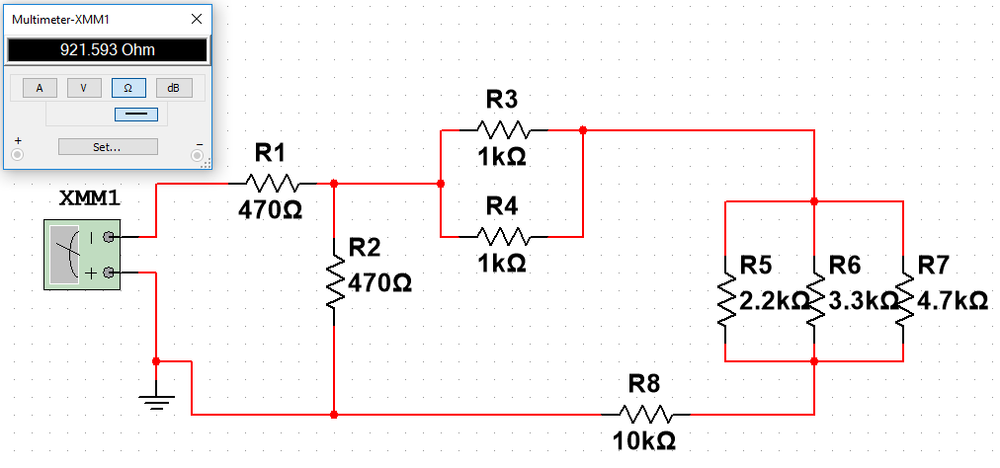 Multimeter-XMM1
921.593 Ohm
A V Ω dB
+ Set... −
XMM1
R1
470Ω
R2
470Ω
R3
1kΩ
R4
1kΩ
R5
2.2kΩ
R6
3.3kΩ
R7
4.7kΩ
R8
10kΩ